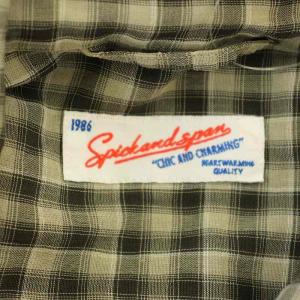 1986
Spick and span
"CHIC AND CHARMING"
HEARTWARMING
QUALITY